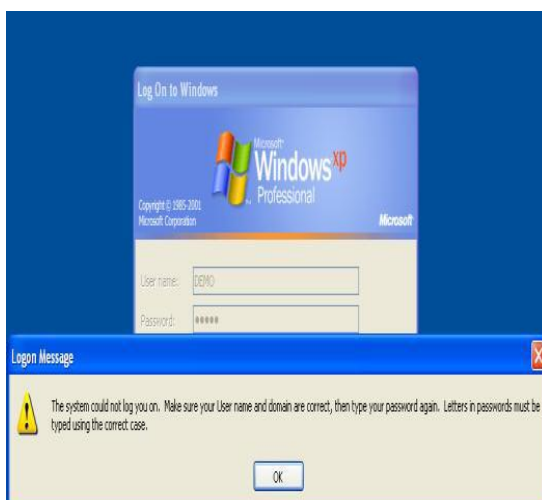 Log On to Windows
Microsoft
Windows xp
Professional
Copyright © 1985-2001
Microsoft Corporation
Microsoft
User name: DEMO
Password: •••••
Logon Message
The system could not log you on. Make sure your User name and domain are correct, then type your password again. Letters in passwords must be
typed using the correct case.
OK